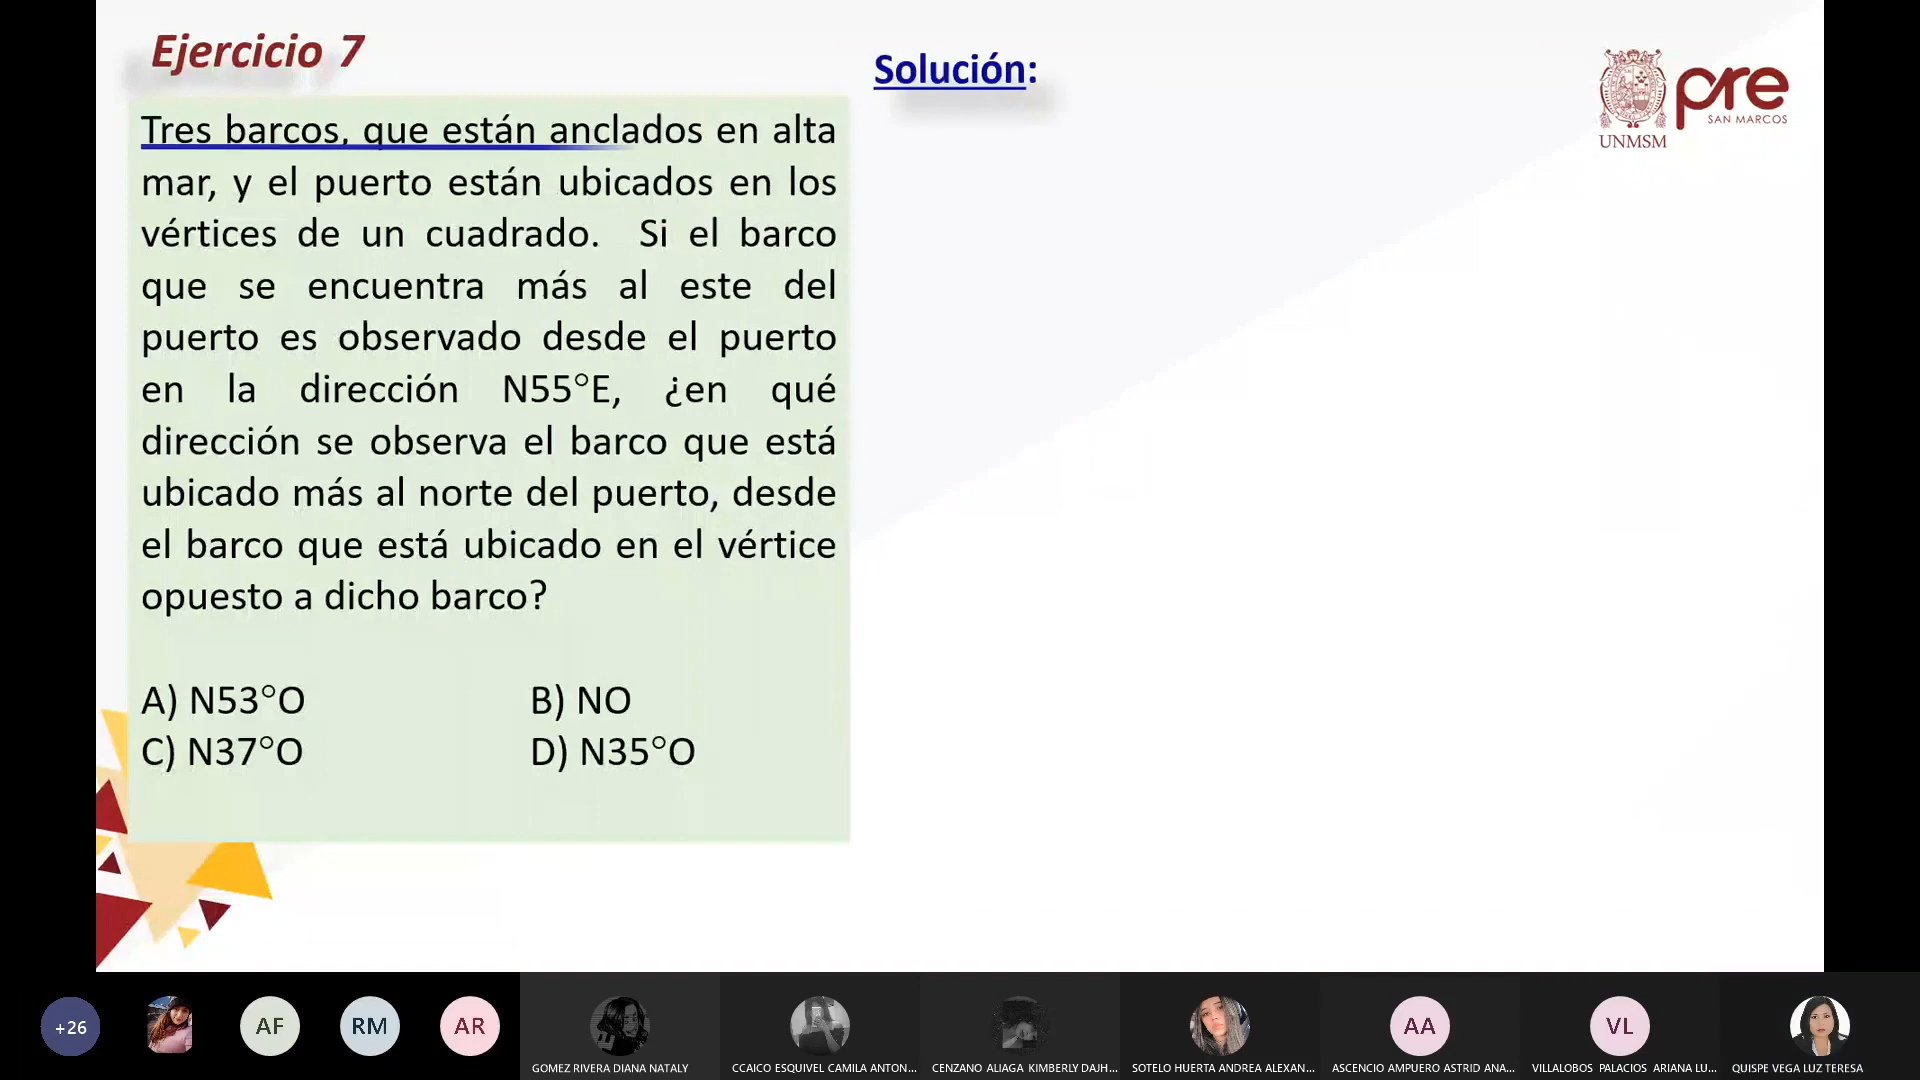 Ejercicio 7
Tres barcos, que están anclados en alta
mar, y el puerto están ubicados en los
vértices de un cuadrado. Si el barco
que se encuentra más al este del
puerto es observado desde el puerto
en la dirección N55°E, ¿en qué
dirección se observa el barco que está
ubicado más al norte del puerto, desde
el barco que está ubicado en el vértice
opuesto a dicho barco?
A) N53°O B) NO
C) N37°O D) N35°O
Solución:
pre
SAN MARCOS
UNMSM
+26
AF
RM
AR
AA
VL
GOMEZ RIVERA DIANA NATALY
CCAICO ESQUIVEL CAMILA ANTON...
CENZANO ALIAGA KIMBERLY DAJH...
SOTELO HUERTA ANDREA ALEXAN...
ASCENCIO AMPUERO ASTRID ANA...
VILLALOBOS PALACIOS ARIANA LU...
QUISPE VEGA LUZ TERESA